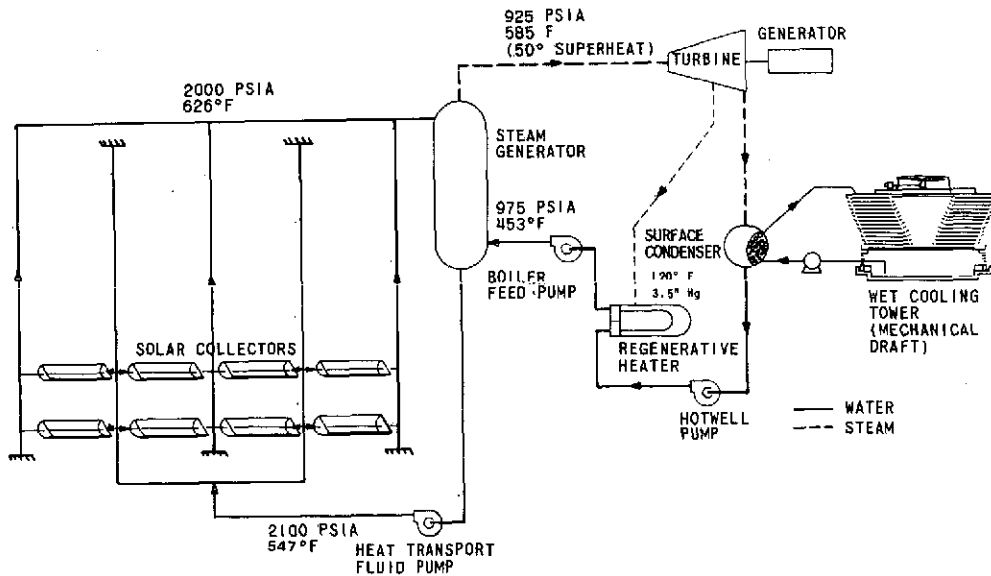 925 PSIA
585 F
(50° SUPERHEAT)
GENERATOR
TURBINE
2000 PSIA
626°F
STEAM
GENERATOR
975 PSIA
453°F
SURFACE
CONDENSER
BOILER
FEED PUMP
120° F
3.5" Hg
WET COOLING
TOWER
(MECHANICAL
DRAFT)
SOLAR COLLECTORS
REGENERATIVE
HEATER
HOTWELL
PUMP
WATER
STEAM
2100 PSIA
547°F
HEAT TRANSPORT
FLUID PUMP